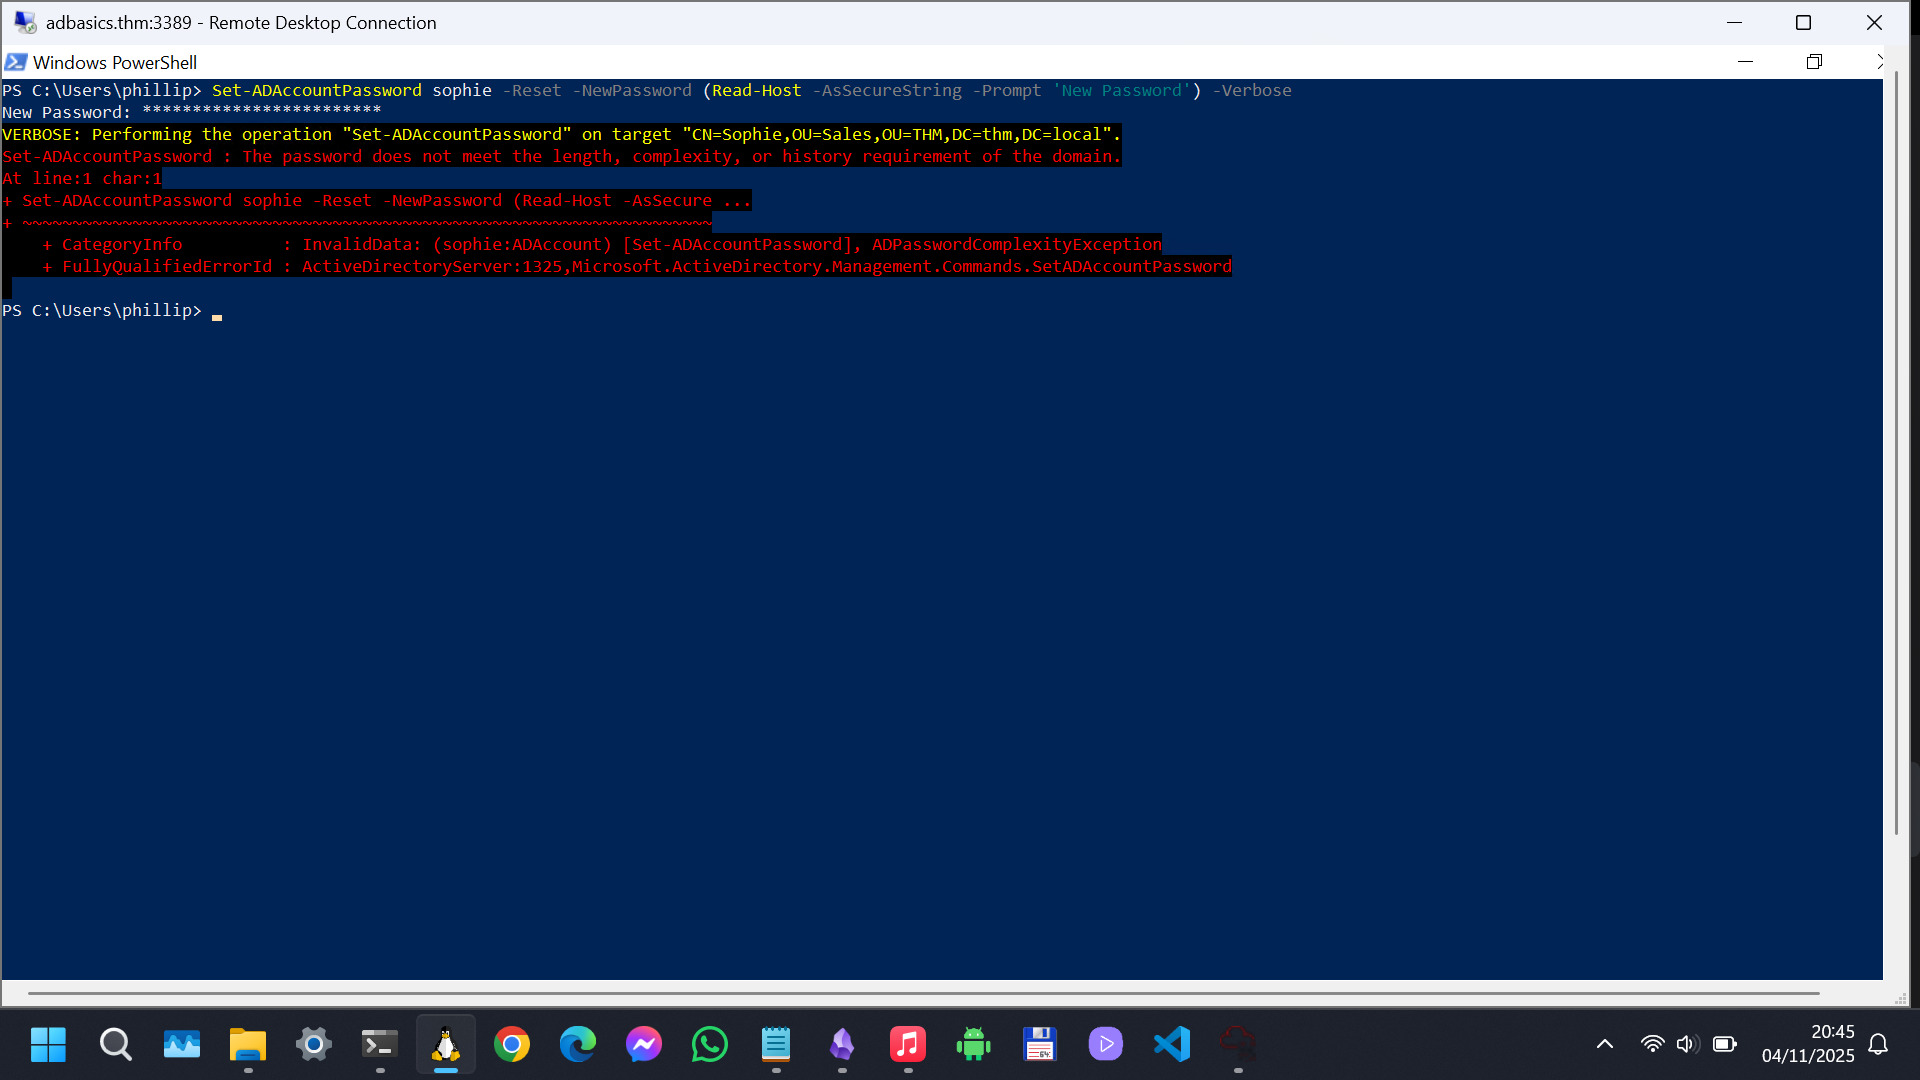 adbasics.thm:3389 - Remote Desktop Connection
Windows PowerShell
PS C:\Users\phillip> Set-ADAccountPassword sophie -Reset -NewPassword (Read-Host -AsSecureString -Prompt 'New Password') -Verbose
New Password: ************************
VERBOSE: Performing the operation "Set-ADAccountPassword" on target "CN=Sophie,OU=Sales,OU=THM,DC=thm,DC=local".
Set-ADAccountPassword : The password does not meet the length, complexity, or history requirement of the domain.
At line:1 char:1
+ Set-ADAccountPassword sophie -Reset -NewPassword (Read-Host -AsSecure ...
+ ~~~~~~~~~~~~~~~~~~~~~~~~~~~~~~~~~~~~~~~~~~~~~~~~~~~~~~~~~~~~~~~~~~~~~
    + CategoryInfo          : InvalidData: (sophie:ADAccount) [Set-ADAccountPassword], ADPasswordComplexityException
    + FullyQualifiedErrorId : ActiveDirectoryServer:1325,Microsoft.ActiveDirectory.Management.Commands.SetADAccountPassword
PS C:\Users\phillip>
64
20:45
04/11/2025